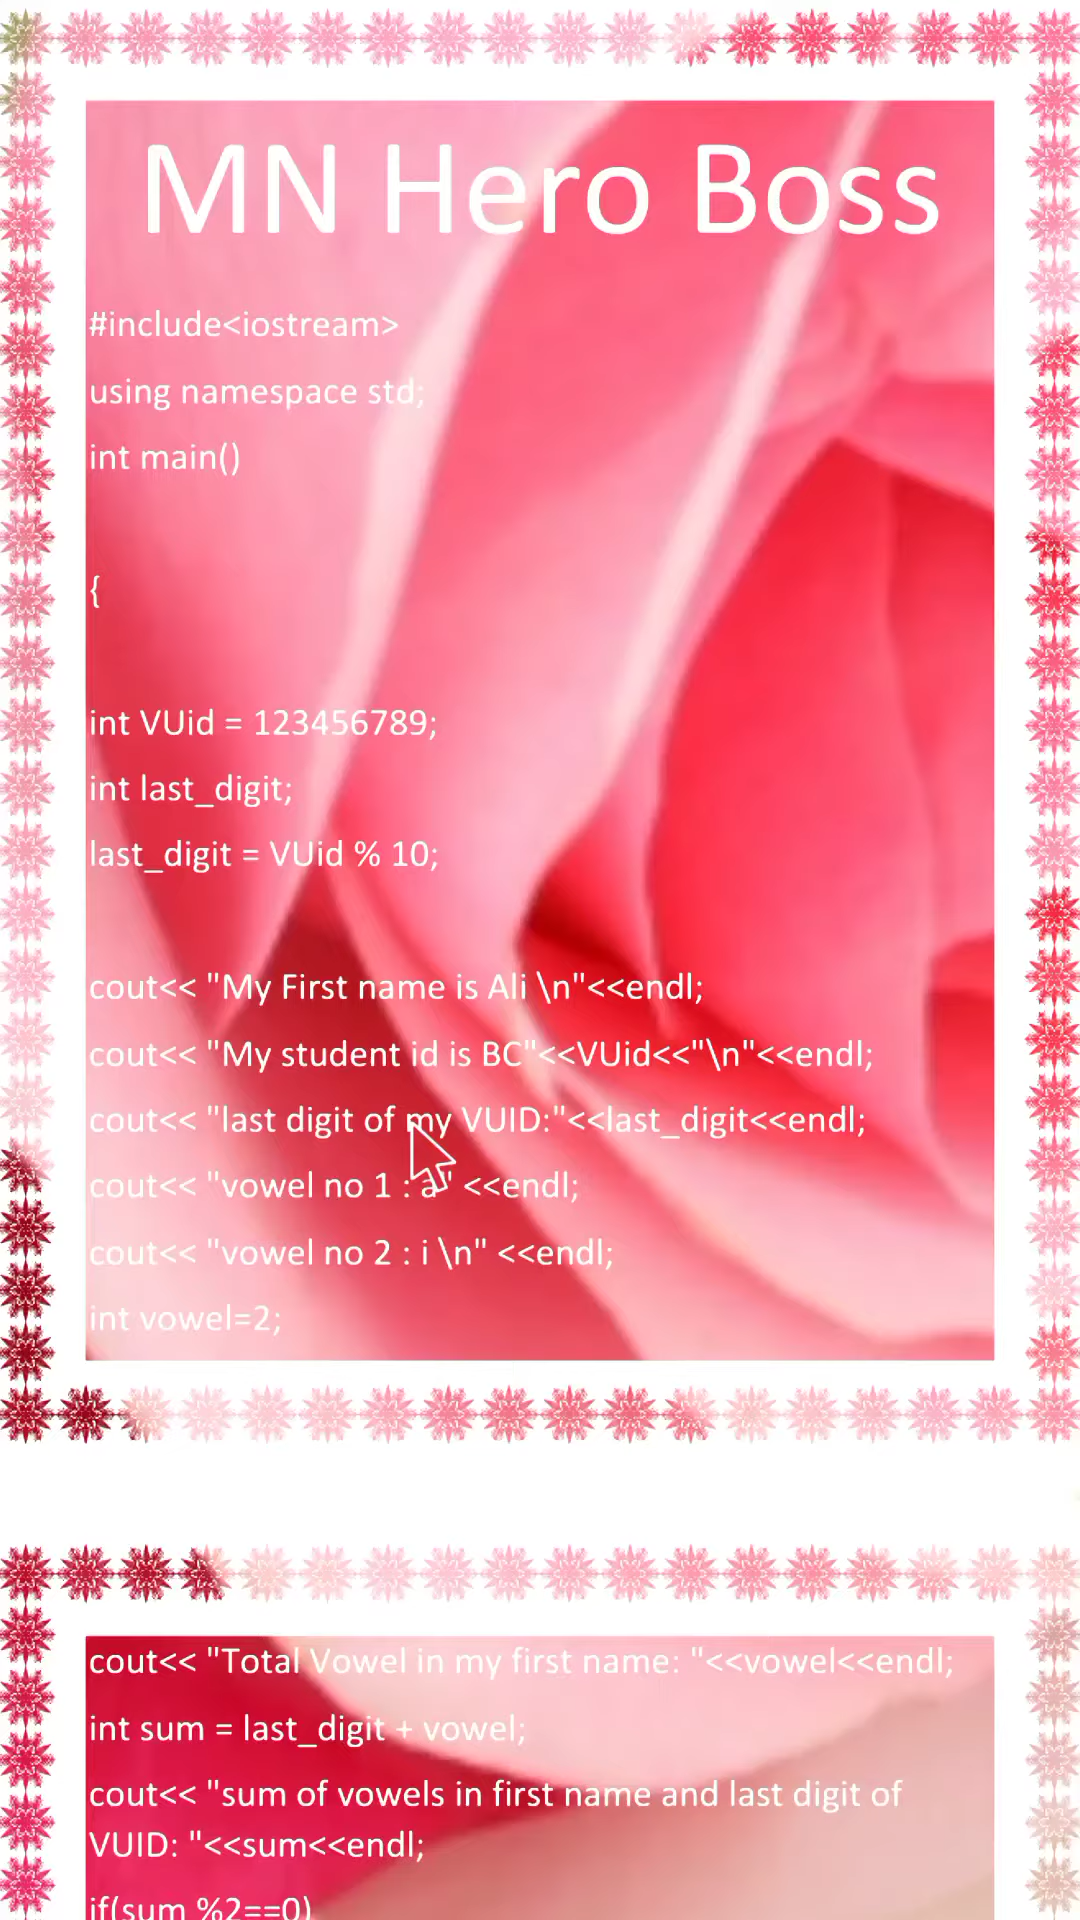 MN Hero Boss
#include<iostream>
using namespace std;
int main()
{
int VUid = 123456789;
int last_digit;
last_digit = VUid % 10;
cout<< "My First name is Ali \n"<<endl;
cout<< "My student id is BC"<<VUid<<"\n"<<endl;
cout<< "last digit of my VUID:"<<last_digit<<endl;
cout<< "vowel no 1 : a" <<endl;
cout<< "vowel no 2 : i \n" <<endl;
int vowel=2;
cout<< "Total Vowel in my first name: "<<vowel<<endl;
int sum = last_digit + vowel;
cout<< "sum of vowels in first name and last digit of
VUID: "<<sum<<endl;
if(sum %2==0)